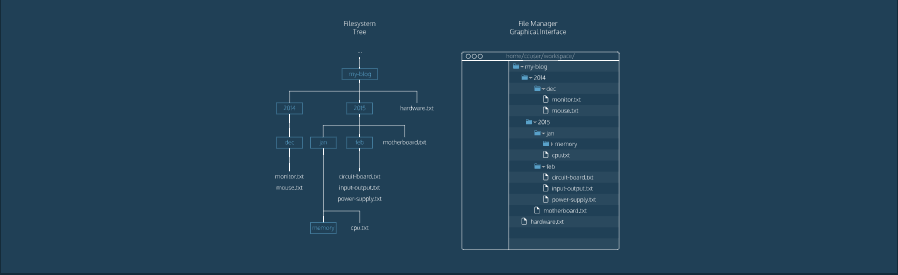 Filesystem
Tree
...
my-blog
2014
2015
hardware.txt
dec
jan
feb
motherboard.txt
monitor.txt
mouse.txt
circuit-board.txt
input-output.txt
power-supply.txt
memory
cpu.txt
File Manager
Graphical Interface
home/ccuser/workspace/
my-blog
2014
dec
monitor.txt
mouse.txt
2015
jan
memory
cpu.txt
feb
circuit-board.txt
input-output.txt
power-supply.txt
motherboard.txt
hardware.txt